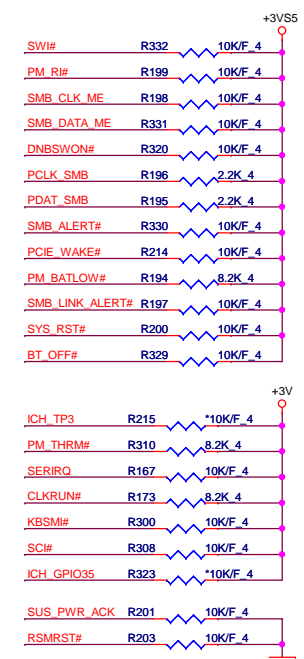 +3VS5
SWI# R332 10K/F_4
PM_RI# R199 10K/F_4
SMB_CLK_ME R198 10K/F_4
SMB_DATA_ME R331 10K/F_4
DNBSWON# R320 10K/F_4
PCLK_SMB R196 2.2K_4
PDAT_SMB R195 2.2K_4
SMB_ALERT# R330 10K/F_4
PCIE_WAKE# R214 10K/F_4
PM_BATLOW# R194 8.2K_4
SMB_LINK_ALERT# R197 10K/F_4
SYS_RST# R200 10K/F_4
BT_OFF# R329 10K/F_4
+3V
ICH_TP3 R215 *10K/F_4
PM_THRM# R310 8.2K_4
SERIRQ R167 10K/F_4
CLKRUN# R173 8.2K_4
KBSMI# R300 10K/F_4
SCI# R308 10K/F_4
ICH_GPIO35 R323 *10K/F_4
SUS_PWR_ACK R201 10K/F_4
RSMRST# R203 10K/F_4